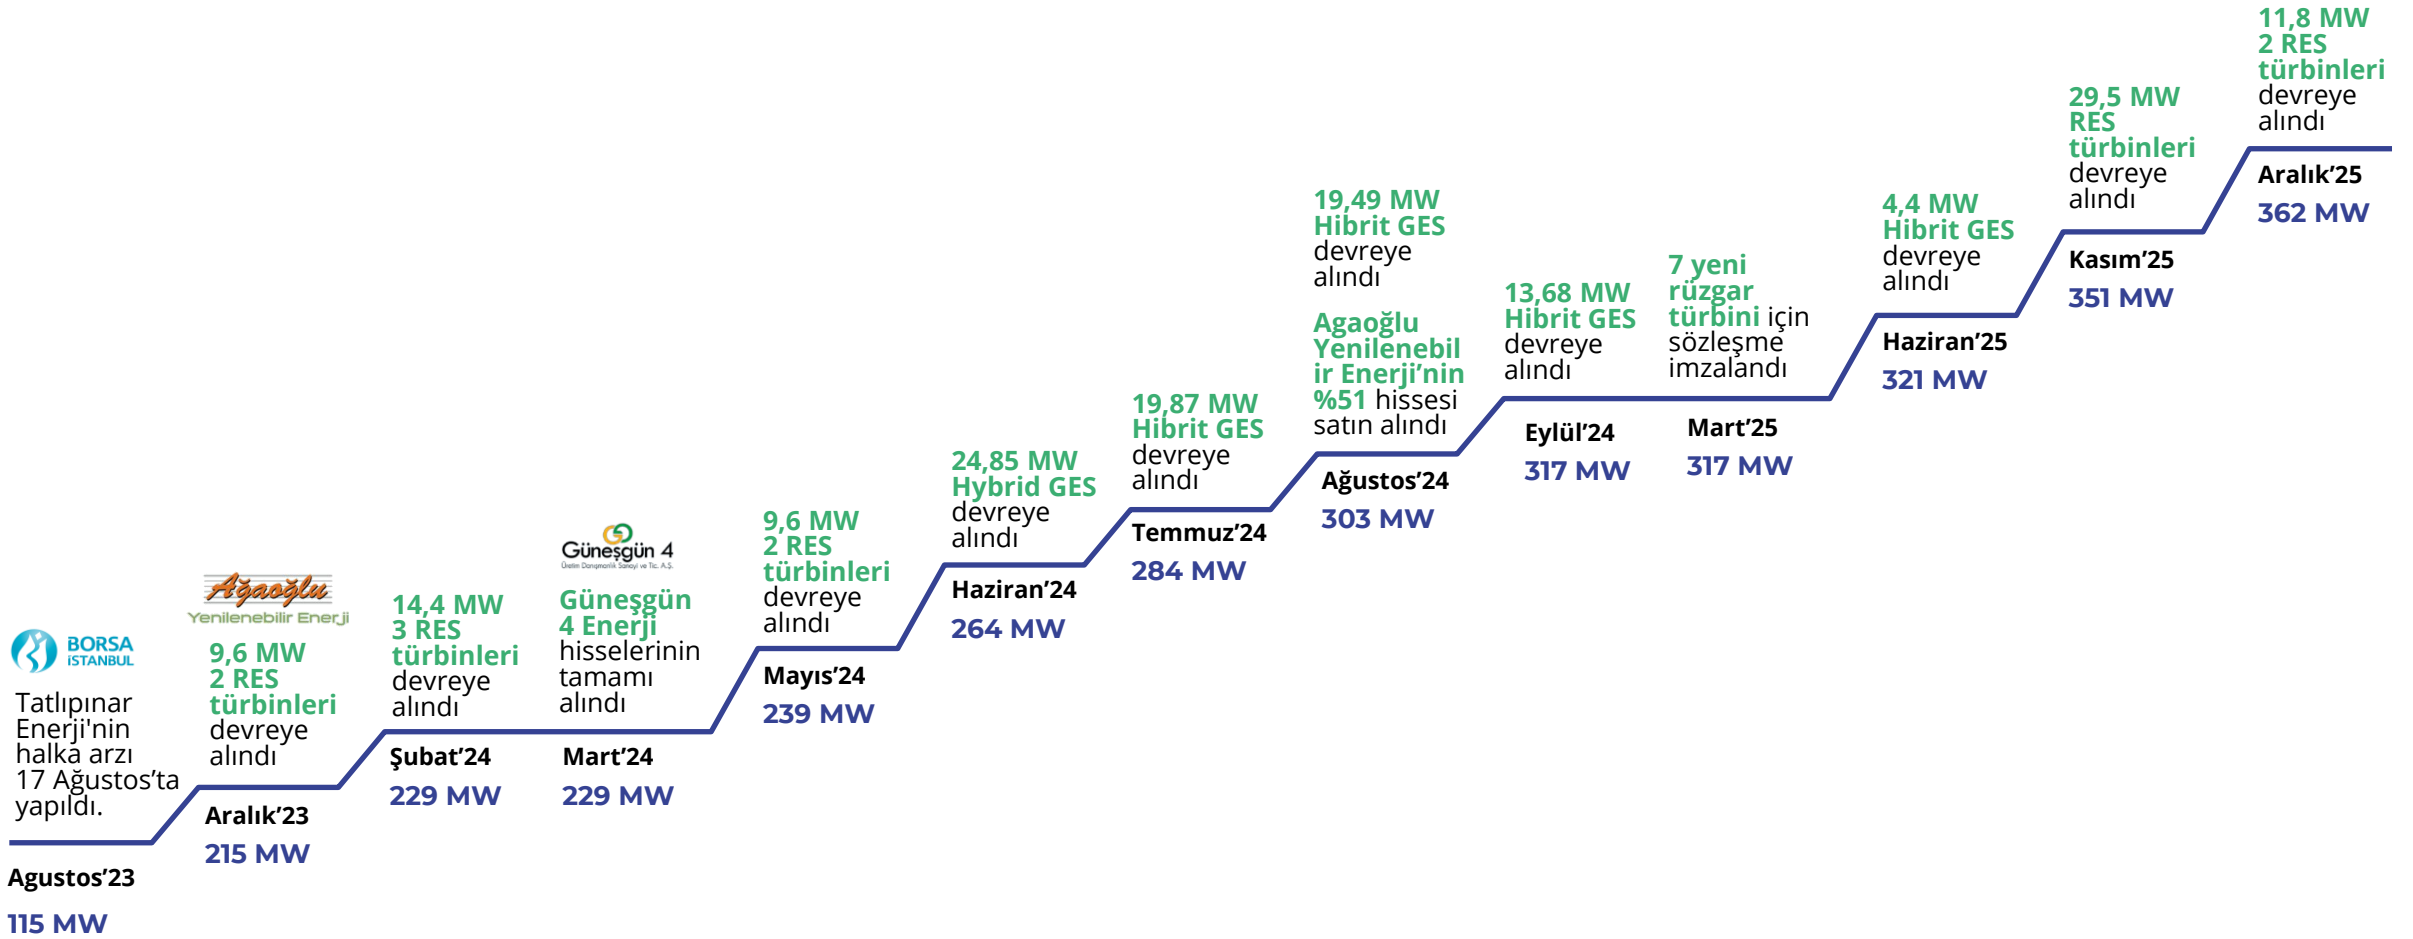 BORSA
İSTANBUL
Tatlıpınar
Enerji'nin
halka arzı
17 Ağustos’ta
yapıldı.
Agustos’23
115 MW
Ağaoğlu
Yenilenebilir Enerji
9,6 MW
2 RES
türbinleri
devreye
alındı
Aralık’23
215 MW
14,4 MW
3 RES
türbinleri
devreye
alındı
Şubat’24
229 MW
Güneşgün 4
Üretim Danışmanlık Sanayi ve Tic. A.Ş.
Güneşgün
4 Enerji
hisselerinin
tamamı
alındı
Mart’24
229 MW
9,6 MW
2 RES
türbinleri
devreye
alındı
Mayıs’24
239 MW
24,85 MW
Hybrid GES
devreye
alındı
Haziran’24
264 MW
19,87 MW
Hibrit GES
devreye
alındı
Temmuz’24
284 MW
19,49 MW
Hibrit GES
devreye
alındı
Agaoğlu
Yenilenebil
ir Enerji’nin
%51 hissesi
satın alındı
Ağustos’24
303 MW
13,68 MW
Hibrit GES
devreye
alındı
Eylül’24
317 MW
7 yeni
rüzgar
türbini için
sözleşme
imzalandı
Mart’25
317 MW
4,4 MW
Hibrit GES
devreye
alındı
Haziran’25
321 MW
29,5 MW
RES
türbinleri
devreye
alındı
Kasım’25
351 MW
11,8 MW
2 RES
türbinleri
devreye
alındı
Aralık’25
362 MW